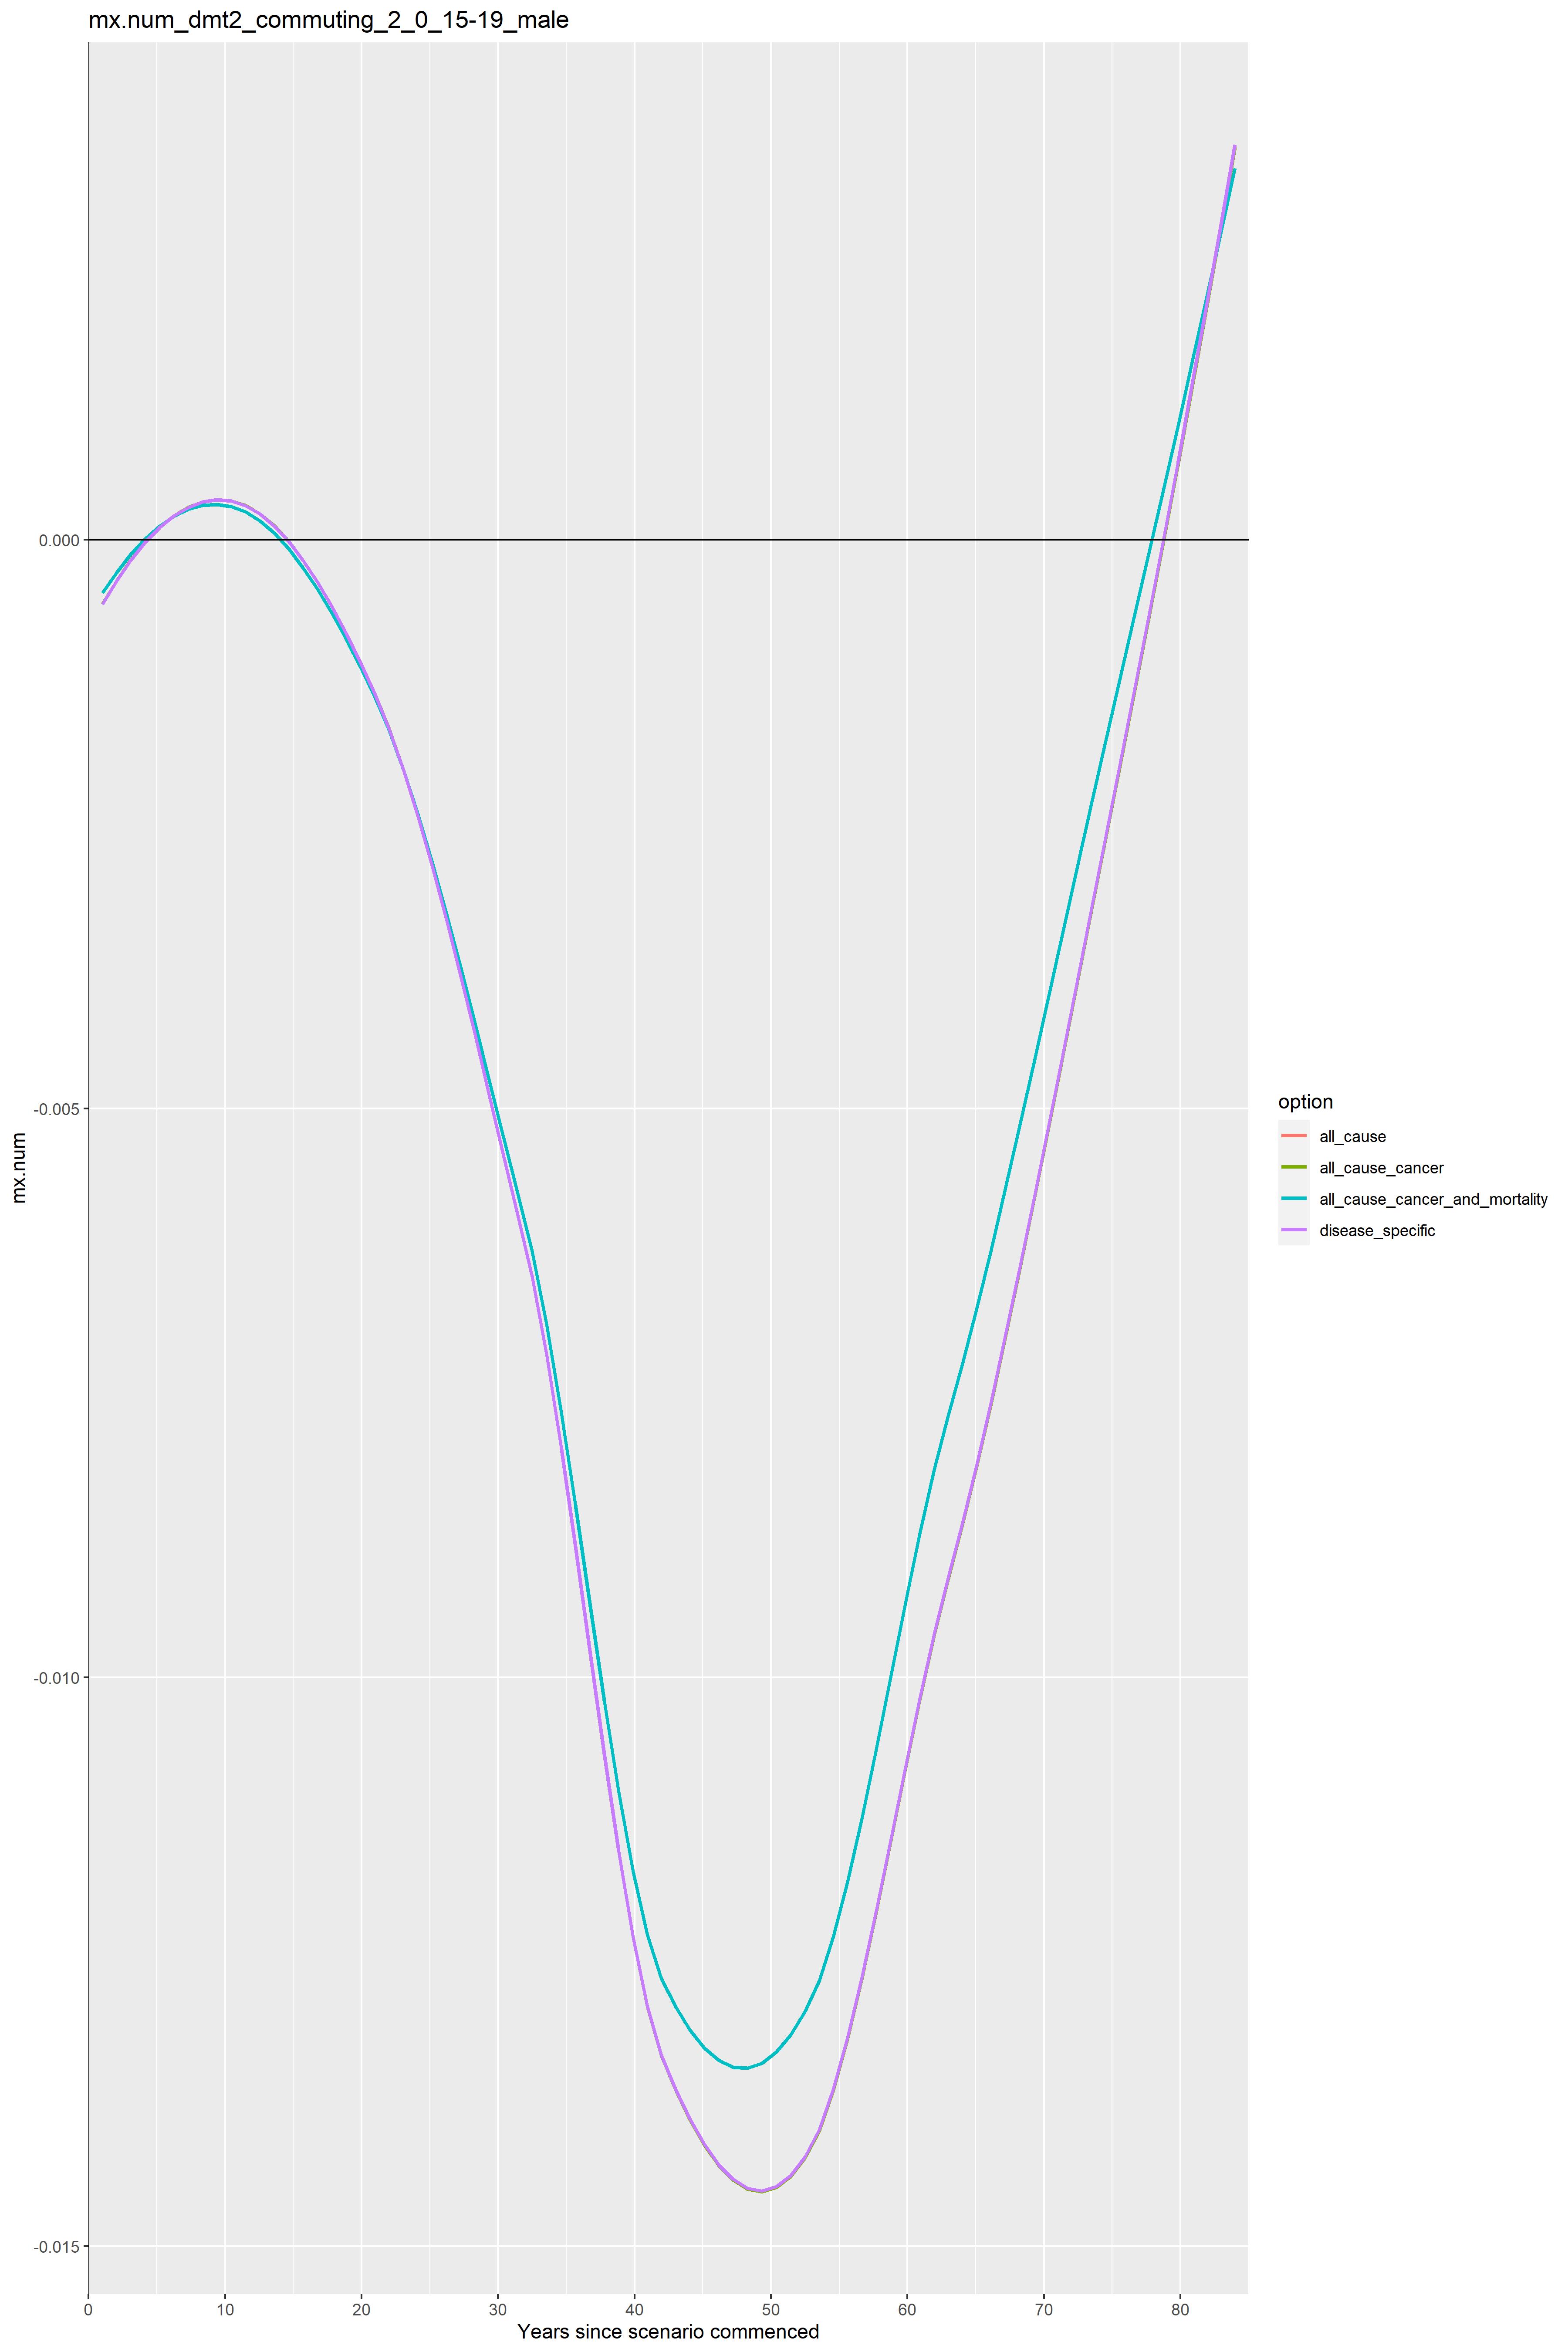 mx.num_dmt2_commuting_2_0_15-19_male
0.000
-0.005
-0.010
-0.015
mx.num
0 10 20 30 40 50 60 70 80
Years since scenario commenced
option
all_cause
all_cause_cancer
all_cause_cancer_and_mortality
disease_specific